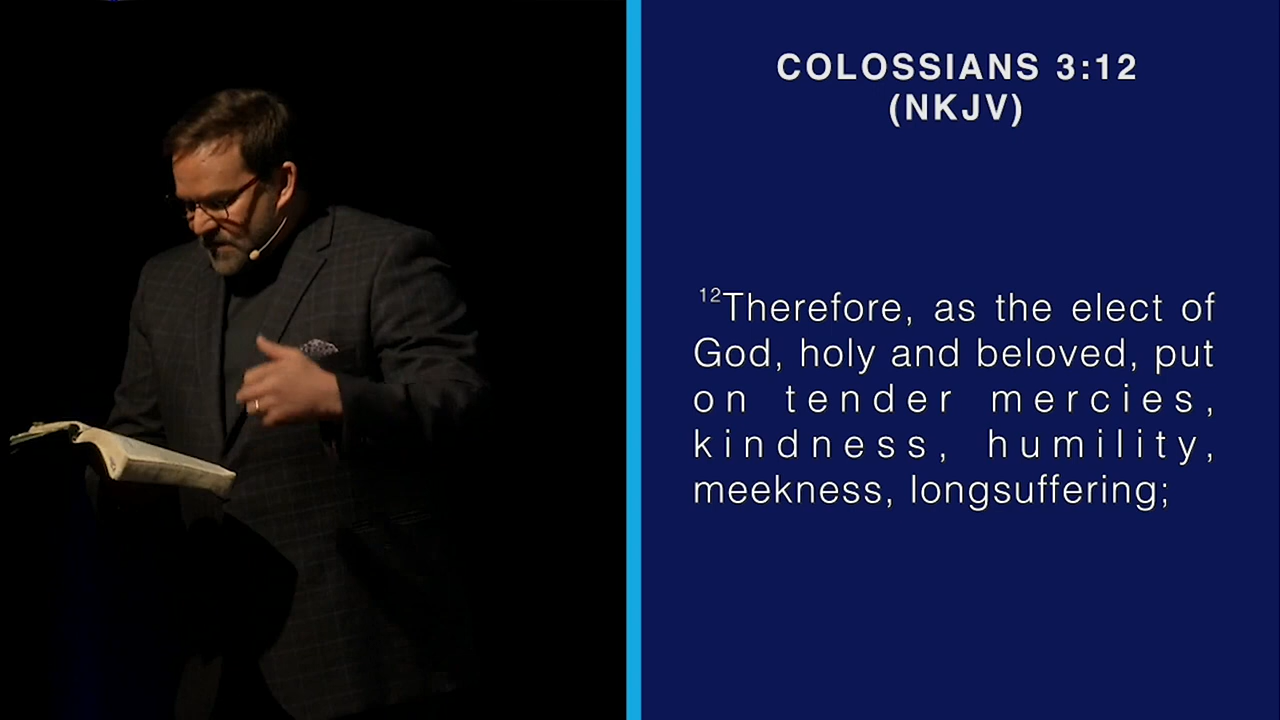 COLOSSIANS 3:12
(NKJV)
12Therefore, as the elect of
God, holy and beloved, put
on tender mercies,
kindness, humility,
meekness, longsuffering;